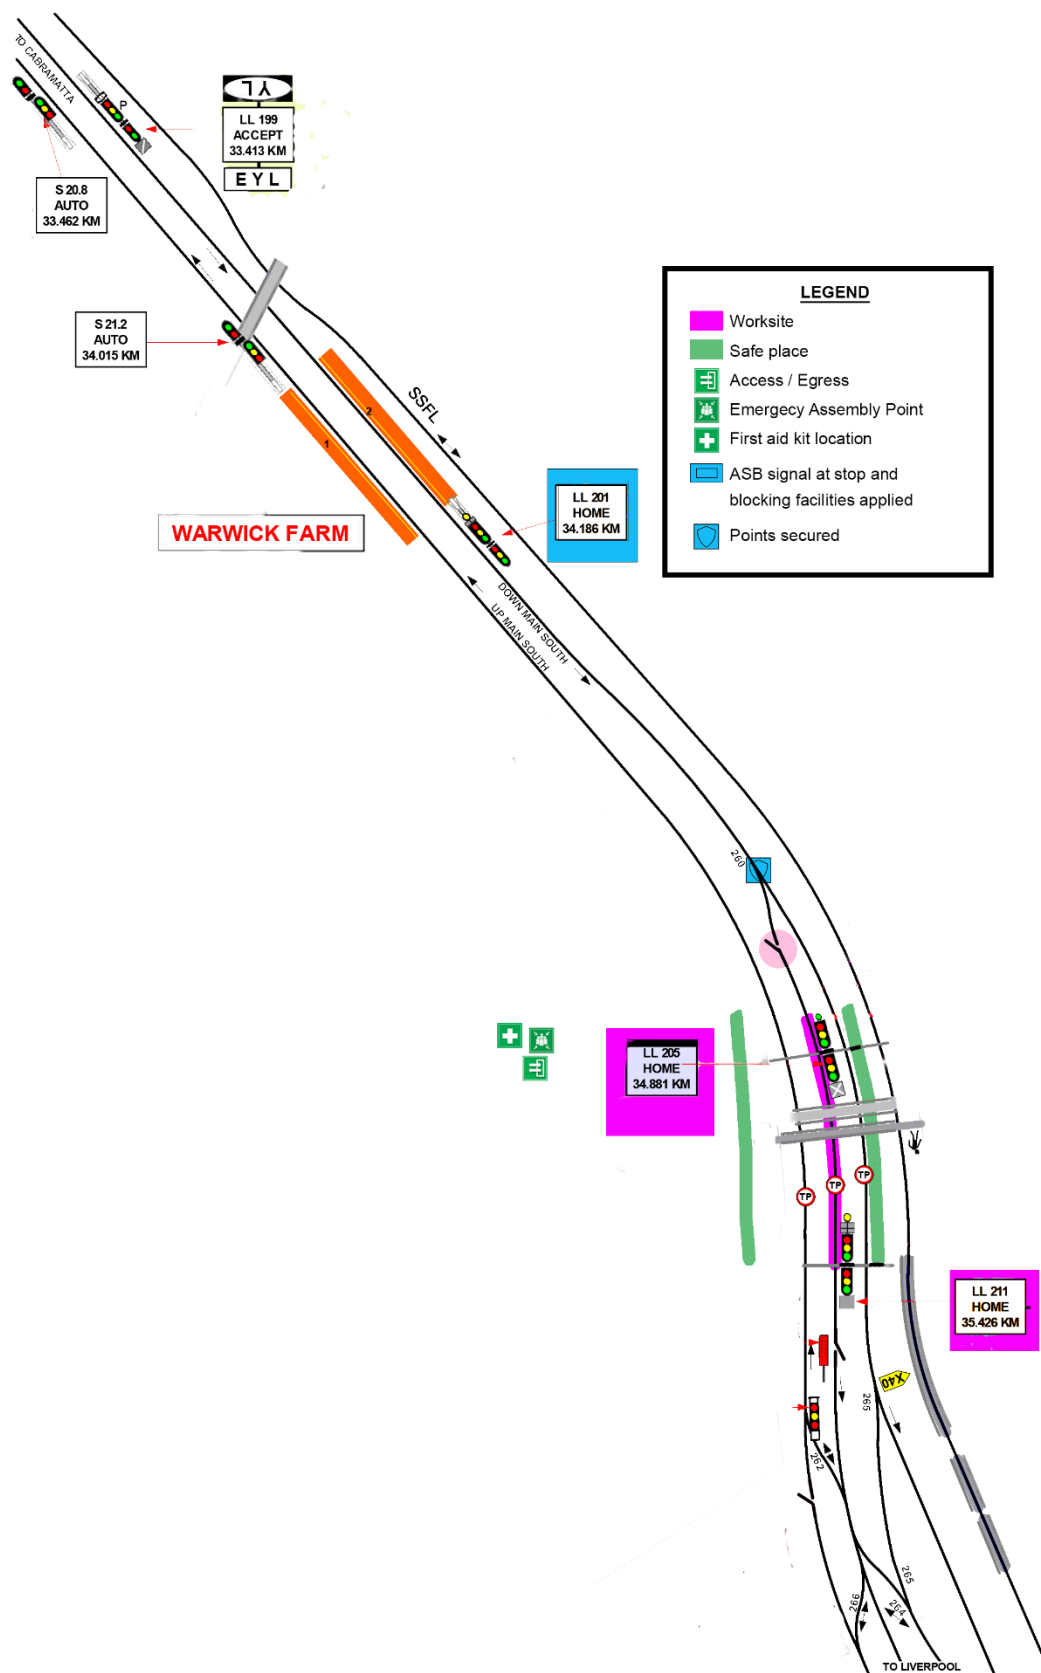 TO CABRAMATTA
P
YL
LL 199
ACCEPT
33.413 KM
E Y L
S 20.8
AUTO
33.462 KM
S 21.2
AUTO
34.015 KM
LEGEND
Worksite
Safe place
Access / Egress
Emergecy Assembly Point
First aid kit location
ASB signal at stop and
blocking facilities applied
Points secured
SSFL
2
1
WARWICK FARM
LL 201
HOME
34.186 KM
DOWN MAIN SOUTH
UP MAIN SOUTH
260
LL 205
HOME
34.881 KM
TP
TP
TP
LL 211
HOME
35.426 KM
X40
265
262
265
266
264
TO LIVERPOOL